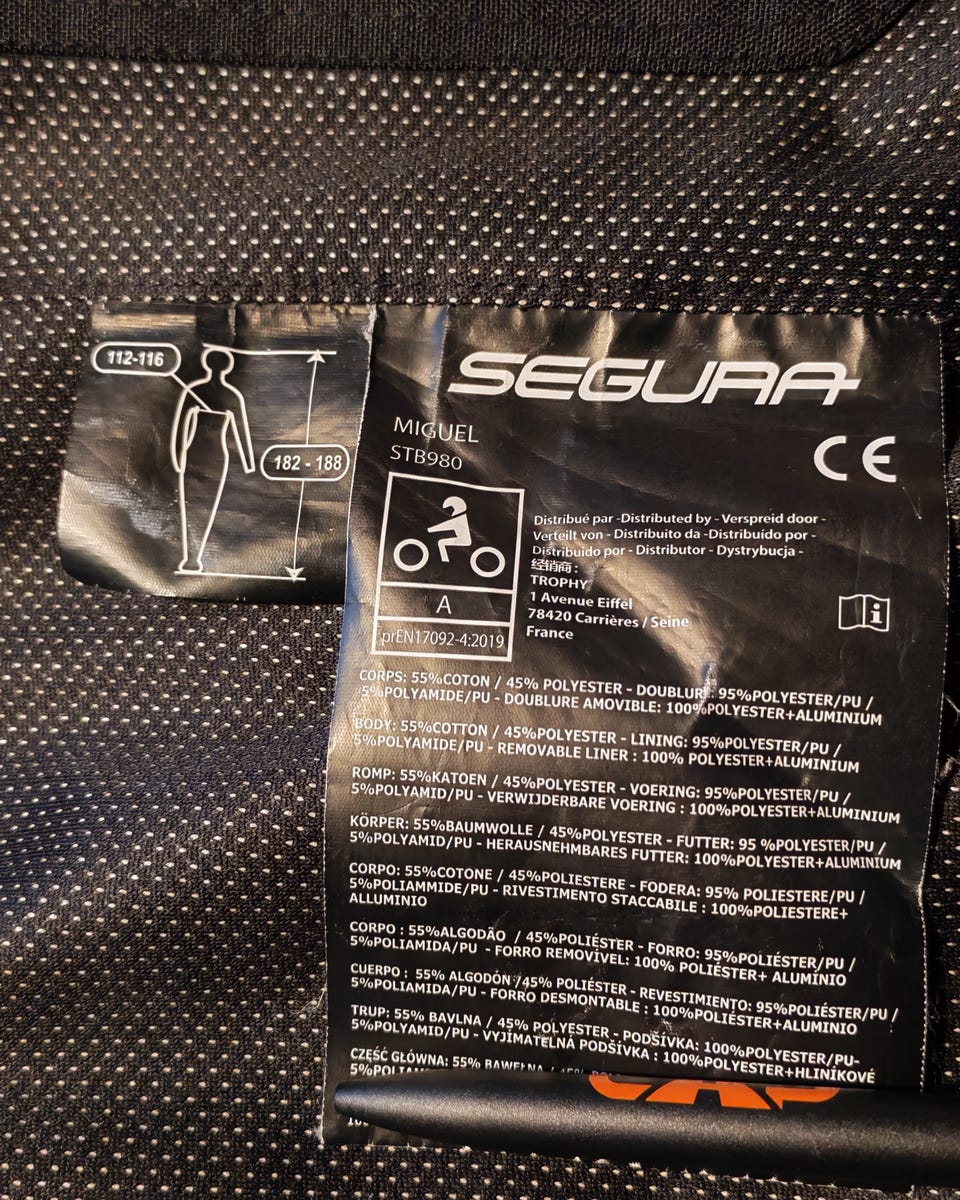 112-116
182 - 188
SEGURA
MIGUEL
STB980
CE
A
prEN17092-4:2019
Distribué par -Distributed by - Verspreid door -
Verteilt von - Distribuito da -Distribuído por -
Distribuido por - Distributor - Dystrybucja -
经销商 :
TROPHY
1 Avenue Eiffel
78420 Carrières / Seine
France
i
CORPS: 55%COTON / 45% POLYESTER - DOUBLURE: 95%POLYESTER/PU /
5%POLYAMIDE/PU - DOUBLURE AMOVIBLE: 100%POLYESTER+ALUMINIUM
BODY: 55%COTTON / 45%POLYESTER - LINING: 95%POLYESTER/PU /
5%POLYAMIDE/PU - REMOVABLE LINER : 100% POLYESTER+ALUMINIUM
ROMP: 55%KATOEN / 45%POLYESTER - VOERING: 95%POLYESTER/PU /
5%POLYAMID/PU - VERWIJDERBARE VOERING : 100%POLYESTER+ALUMINIUM
KÖRPER: 55%BAUMWOLLE / 45%POLYESTER - FUTTER: 95 %POLYESTER/PU /
5%POLYAMID/PU - HERAUSNEHMBARES FUTTER: 100%POLYESTER+ALUMINIUM
CORPO: 55%COTONE / 45%POLIESTERE - FODERA: 95% POLIESTERE/PU /
5%POLIAMMIDE/PU - RIVESTIMENTO STACCABILE : 100%POLIESTERE+
ALLUMINIO
CORPO : 55%ALGODÃO / 45%POLIÉSTER - FORRO: 95%POLIÉSTER/PU /
5%POLIAMIDA/PU - FORRO REMOVÍVEL: 100% POLIÉSTER+ ALUMÍNIO
CUERPO : 55% ALGODÓN /45% POLIÉSTER - REVESTIMIENTO: 95%POLIÉSTER/PU /
5%POLIAMIDA/PU - FORRO DESMONTABLE : 100%POLIÉSTER+ALUMINIO
TRUP: 55% BAVLNA / 45% POLYESTER - PODŠÍVKA: 100%POLYESTER/PU-
5%POLYAMID/PU - VYJÍMATELNÁ PODŠÍVKA : 100%POLYESTER+HLINÍKOVÉ
CZĘŚĆ GŁÓWNA: 55% BAWEŁNA / 45%